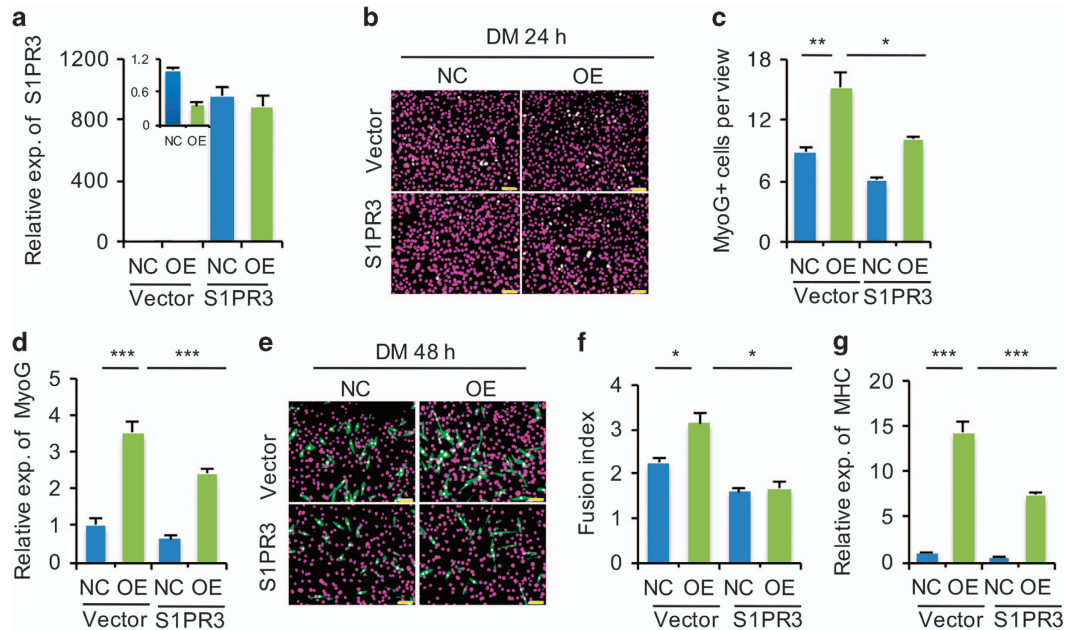 a
Relative exp. of S1PR3
1200
800
400
0
1.2
0.6
0
NC OE
NC OE NC OE
Vector S1PR3
b
DM 24 h
NC OE
Vector
S1PR3
c
MyoG+ cells per view
18
12
6
0
** *
NC OE NC OE
Vector S1PR3
d
Relative exp. of MyoG
5
4
3
2
1
0
*** ***
NC OE NC OE
Vector S1PR3
e
DM 48 h
NC OE
Vector
S1PR3
f
Fusion index
4
3
2
1
0
* *
NC OE NC OE
Vector S1PR3
g
Relative exp. of MHC
20
15
10
5
0
*** ***
NC OE NC OE
Vector S1PR3